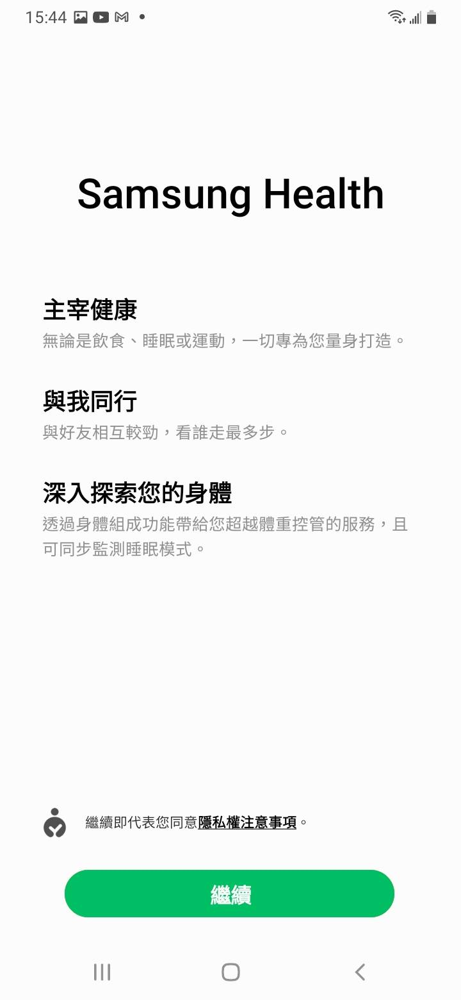 15:44
Samsung Health
主宰健康
無論是飲食、睡眠或運動，一切專為您量身打造。
與我同行
與好友相互較勁，看誰走最多步。
深入探索您的身體
透過身體組成功能帶給您超越體重控管的服務，且
可同步監測睡眠模式。
繼續即代表您同意隱私權注意事項。
繼續